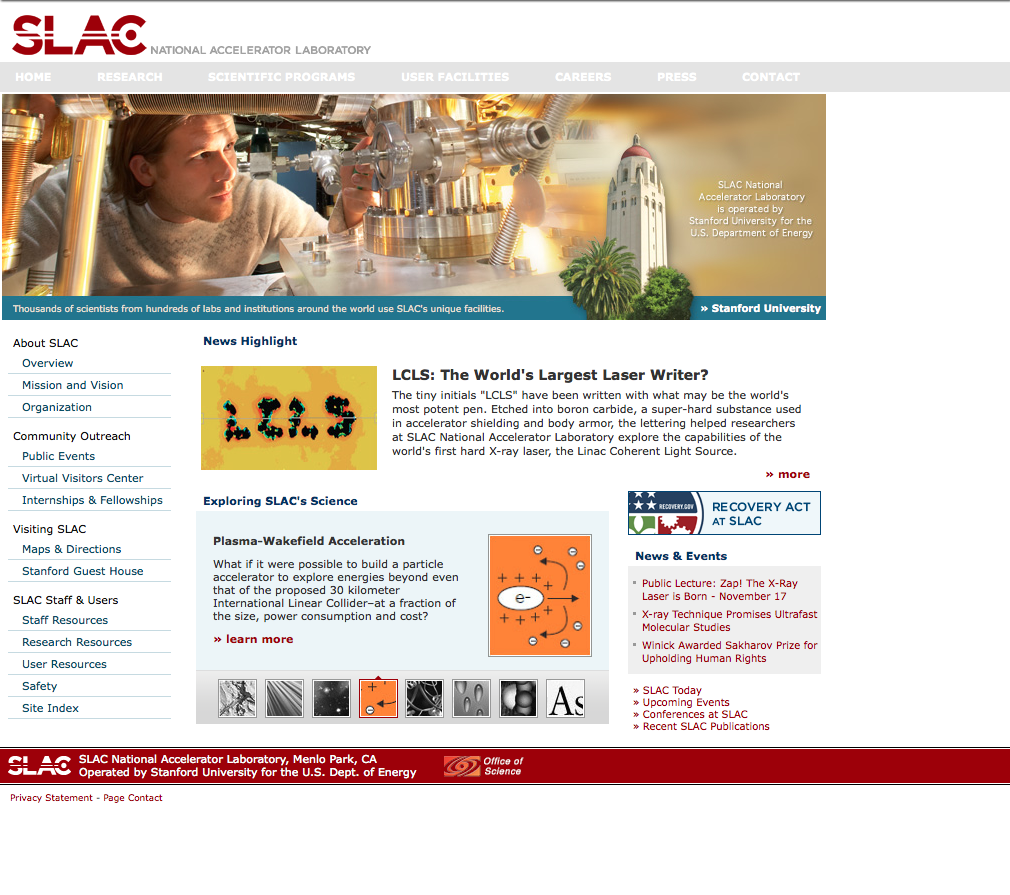 SLAC NATIONAL ACCELERATOR LABORATORY
HOME RESEARCH SCIENTIFIC PROGRAMS USER FACILITIES CAREERS PRESS CONTACT
SLAC National
Accelerator Laboratory
is operated by
Stanford University for the
U.S. Department of Energy
Thousands of scientists from hundreds of labs and institutions around the world use SLAC's unique facilities.
» Stanford University
About SLAC
Overview
Mission and Vision
Organization
Community Outreach
Public Events
Virtual Visitors Center
Internships & Fellowships
Visiting SLAC
Maps & Directions
Stanford Guest House
SLAC Staff & Users
Staff Resources
Research Resources
User Resources
Safety
Site Index
News Highlight
LCLS
LCLS: The World's Largest Laser Writer?
The tiny initials "LCLS" have been written with what may be the world's
most potent pen. Etched into boron carbide, a super-hard substance used
in accelerator shielding and body armor, the lettering helped researchers
at SLAC National Accelerator Laboratory explore the capabilities of the
world's first hard X-ray laser, the Linac Coherent Light Source.
» more
Exploring SLAC's Science
Plasma-Wakefield Acceleration
What if it were possible to build a particle
accelerator to explore energies beyond even
that of the proposed 30 kilometer
International Linear Collider–at a fraction of
the size, power consumption and cost?
» learn more
+ + + +
e-
+ + + +
As
RECOVERY.GOV
RECOVERY ACT
AT SLAC
News & Events
Public Lecture: Zap! The X-Ray
Laser is Born - November 17
X-ray Technique Promises Ultrafast
Molecular Studies
Winick Awarded Sakharov Prize for
Upholding Human Rights
» SLAC Today
» Upcoming Events
» Conferences at SLAC
» Recent SLAC Publications
SLAC
SLAC National Accelerator Laboratory, Menlo Park, CA
Operated by Stanford University for the U.S. Dept. of Energy
Office of
Science
Privacy Statement - Page Contact